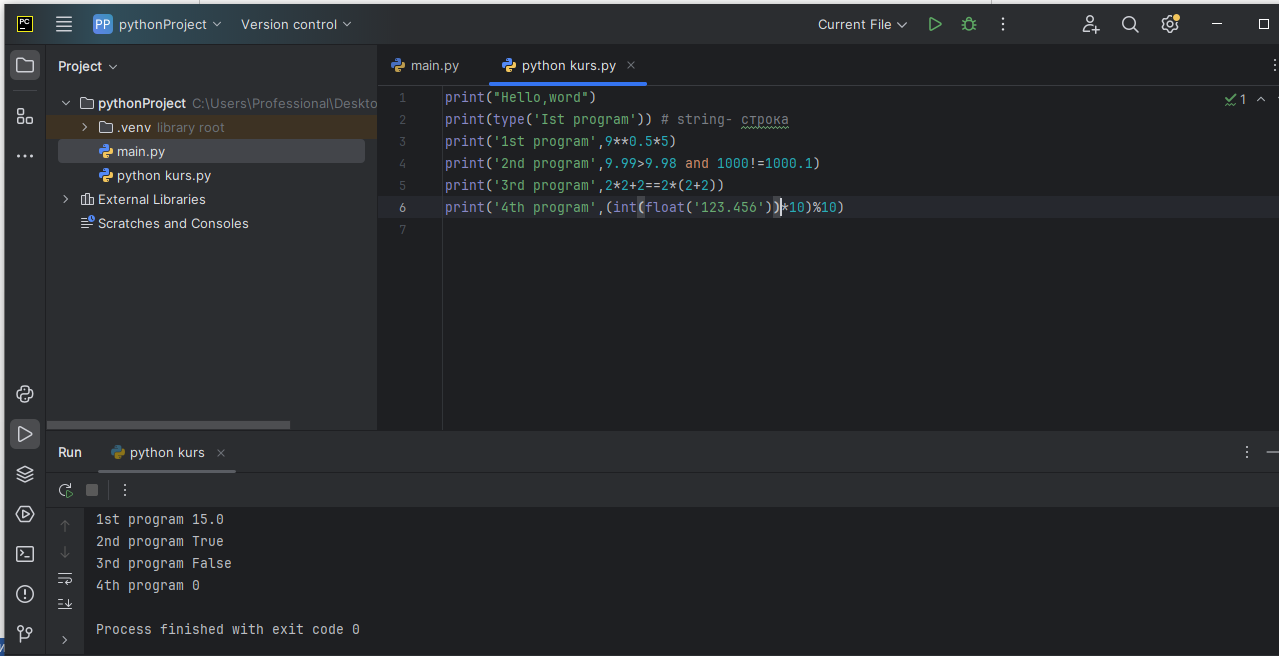 PC
PP pythonProject Version control Current File
Project
main.py python kurs.py
pythonProject C:\Users\Professional\Deskto
.venv library root
main.py
python kurs.py
External Libraries
Scratches and Consoles
1 print("Hello,word")
2 print(type('Ist program')) # string- строка
3 print('1st program',9**0.5*5)
4 print('2nd program',9.99>9.98 and 1000!=1000.1)
5 print('3rd program',2*2+2==2*(2+2))
6 print('4th program',(int(float('123.456'))*10)%10)
7
1
Run python kurs
1st program 15.0
2nd program True
3rd program False
4th program 0
Process finished with exit code 0